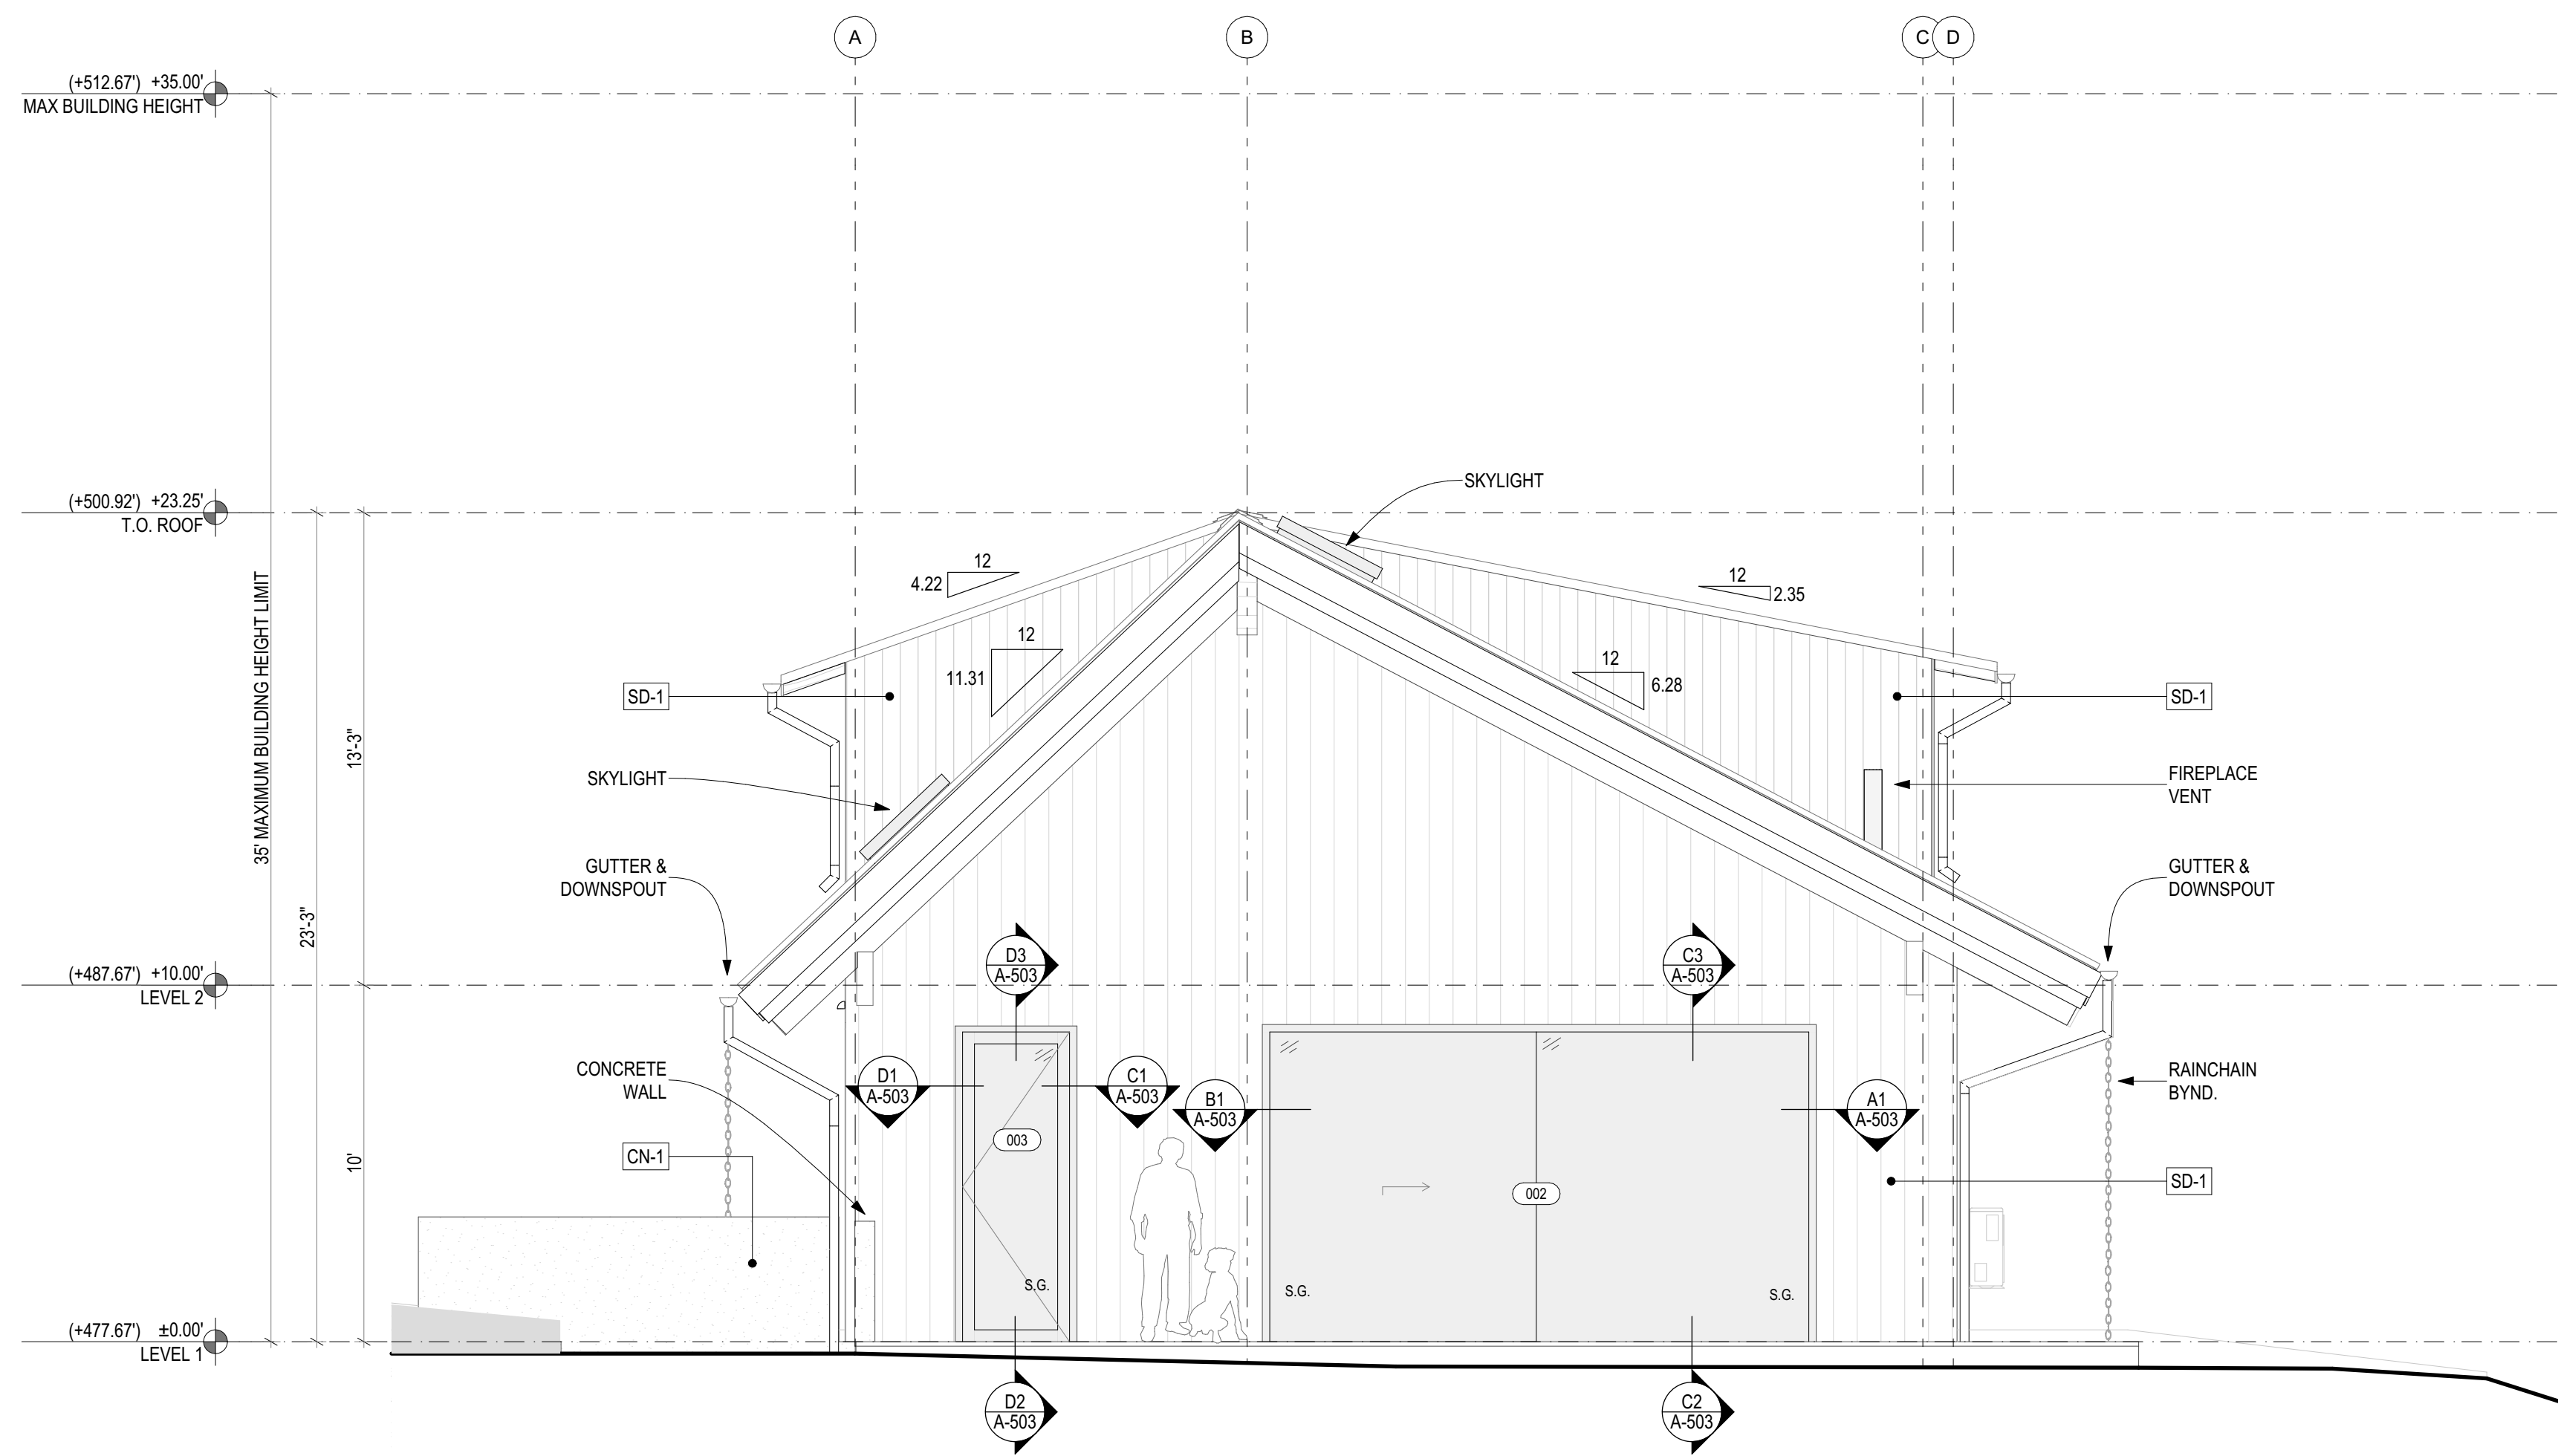 A
B
C
D
(+512.67') +35.00'
MAX BUILDING HEIGHT
SKYLIGHT
(+500.92') +23.25'
T.O. ROOF
12
4.22
12
2.35
12
11.31
12
6.28
SD-1
SD-1
35' MAXIMUM BUILDING HEIGHT LIMIT
13'-3"
SKYLIGHT
FIREPLACE
VENT
GUTTER &
DOWNSPOUT
GUTTER &
DOWNSPOUT
23'-3"
D3
A-503
C3
A-503
(+487.67') +10.00'
LEVEL 2
CONCRETE
WALL
D1
A-503
C1
A-503
B1
A-503
A1
A-503
RAINCHAIN
BYND.
003
10'
CN-1
002
SD-1
S.G.
S.G.
S.G.
(+477.67') ±0.00'
LEVEL 1
D2
A-503
C2
A-503